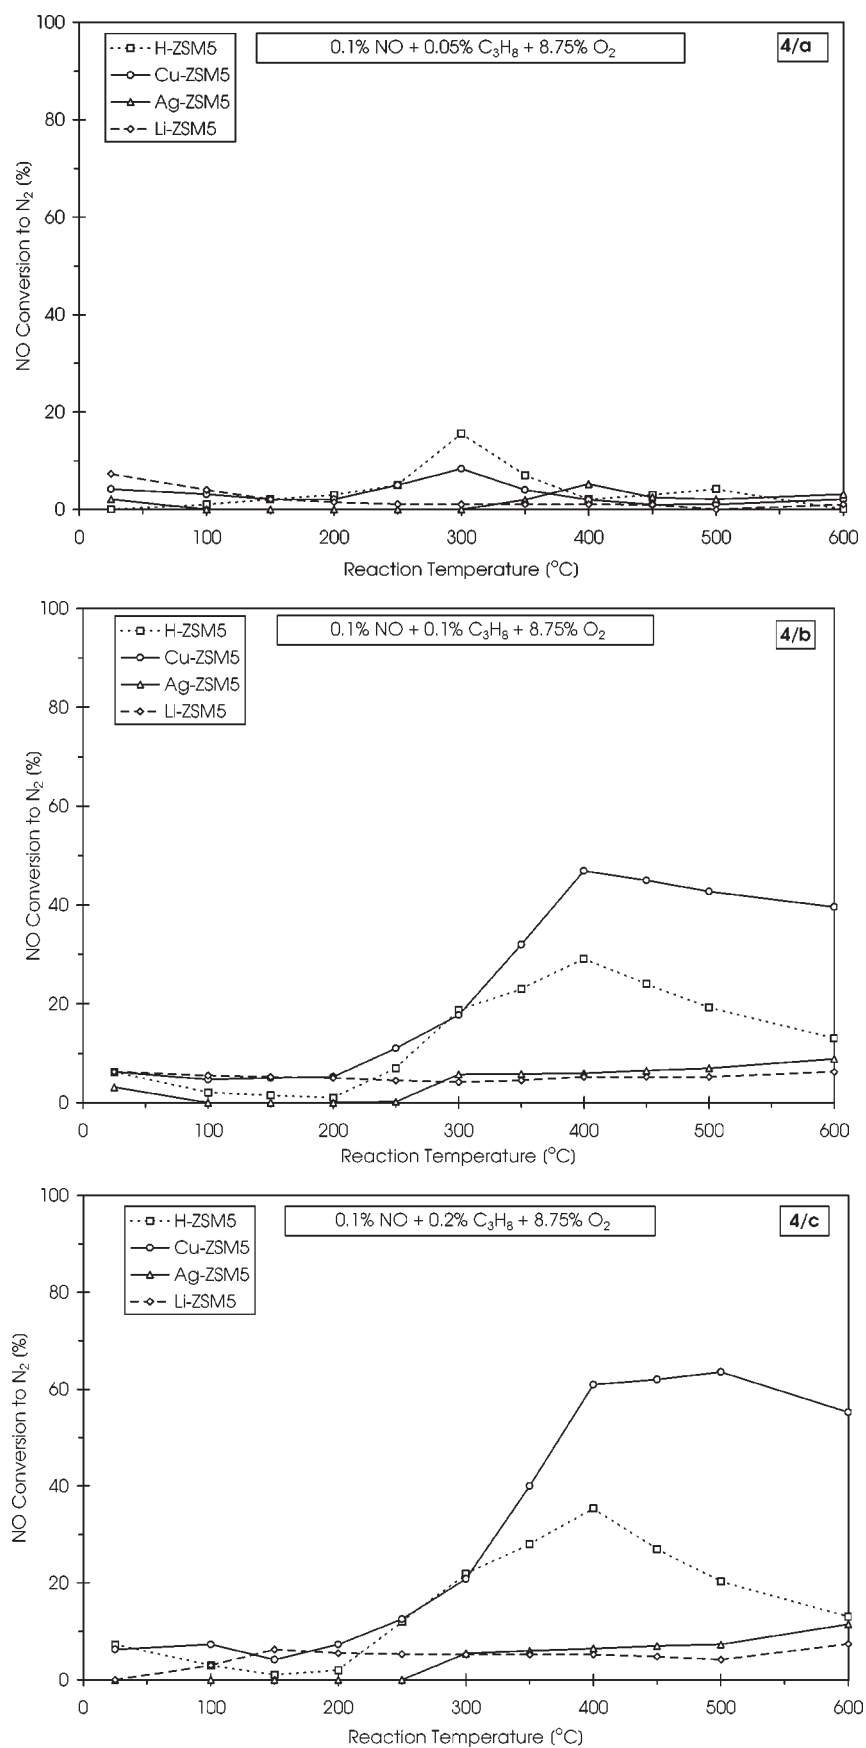 H-ZSM5
Cu-ZSM5
Ag-ZSM5
Li-ZSM5
0.1% NO + 0.05% C₃H₈ + 8.75% O₂
4/a
NO Conversion to N₂ (%)
100
80
60
40
20
0
0 100 200 300 400 500 600
Reaction Temperature (°C)
H-ZSM5
Cu-ZSM5
Ag-ZSM5
Li-ZSM5
0.1% NO + 0.1% C₃H₈ + 8.75% O₂
4/b
NO Conversion to N₂ (%)
100
80
60
40
20
0
0 100 200 300 400 500 600
Reaction Temperature (°C)
H-ZSM5
Cu-ZSM5
Ag-ZSM5
Li-ZSM5
0.1% NO + 0.2% C₃H₈ + 8.75% O₂
4/c
NO Conversion to N₂ (%)
100
80
60
40
20
0
0 100 200 300 400 500 600
Reaction Temperature (°C)